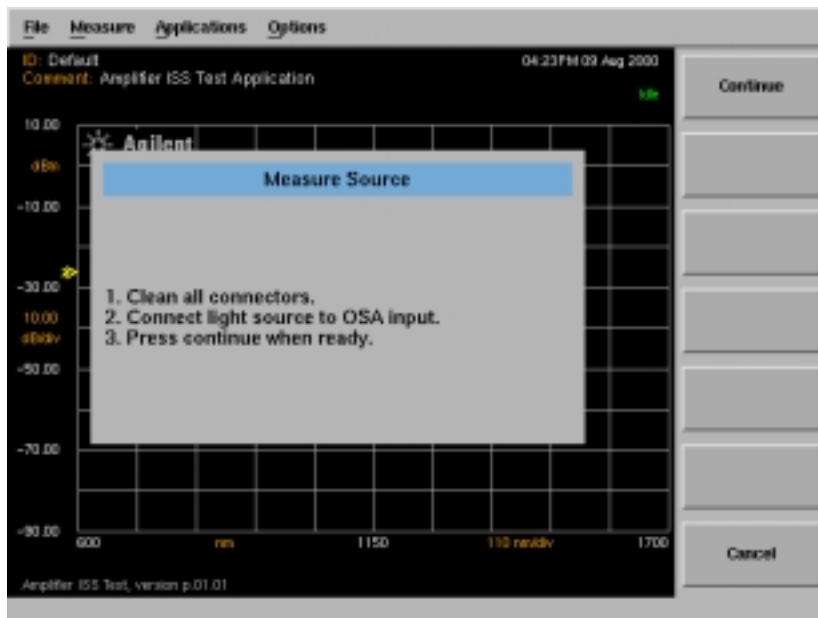 File Measure Applications Options
ID: Default
04:23PM 09 Aug 2000
Comment: Amplifier ISS Test Application
Idle
Continue
10.00
Agilent
dBm
Measure Source
-10.00
-30.00
1. Clean all connectors.
10.00
2. Connect light source to OSA input.
dB/div
3. Press continue when ready.
-50.00
-70.00
-90.00
600 nm 1150 110 nm/div 1700
Cancel
Amplifier ISS Test, version p.01.01